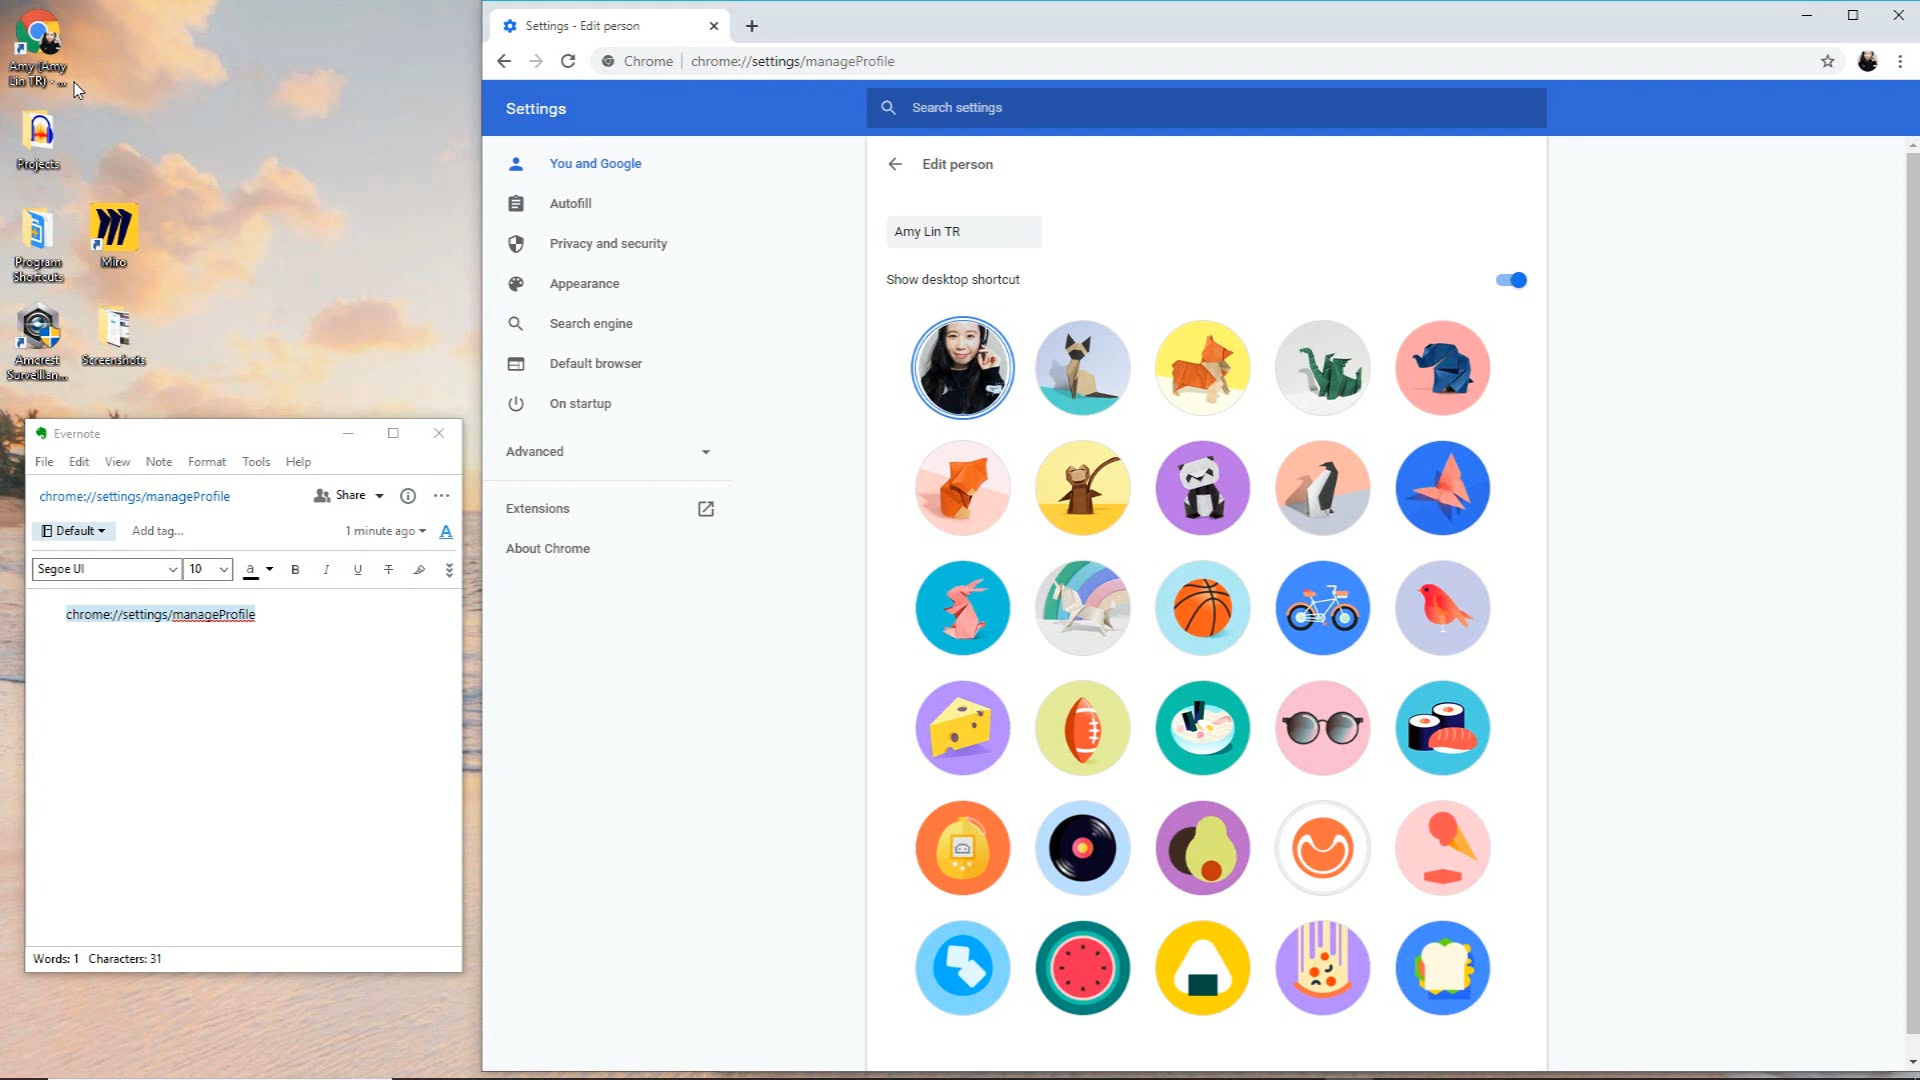 Amy (Amy
Lin TR) - ...
Projects
Program
Shortcuts
Miro
Amcrest
Surveillan...
Screenshots
Evernote
File Edit View Note Format Tools Help
chrome://settings/manageProfile Share
Default Add tag... 1 minute ago A
Segoe UI 10 a B I U T
chrome://settings/manageProfile
Words: 1 Characters: 31
Settings - Edit person
Chrome chrome://settings/manageProfile
Settings
Search settings
You and Google
Autofill
Privacy and security
Appearance
Search engine
Default browser
On startup
Advanced
Extensions
About Chrome
Edit person
Amy Lin TR
Show desktop shortcut